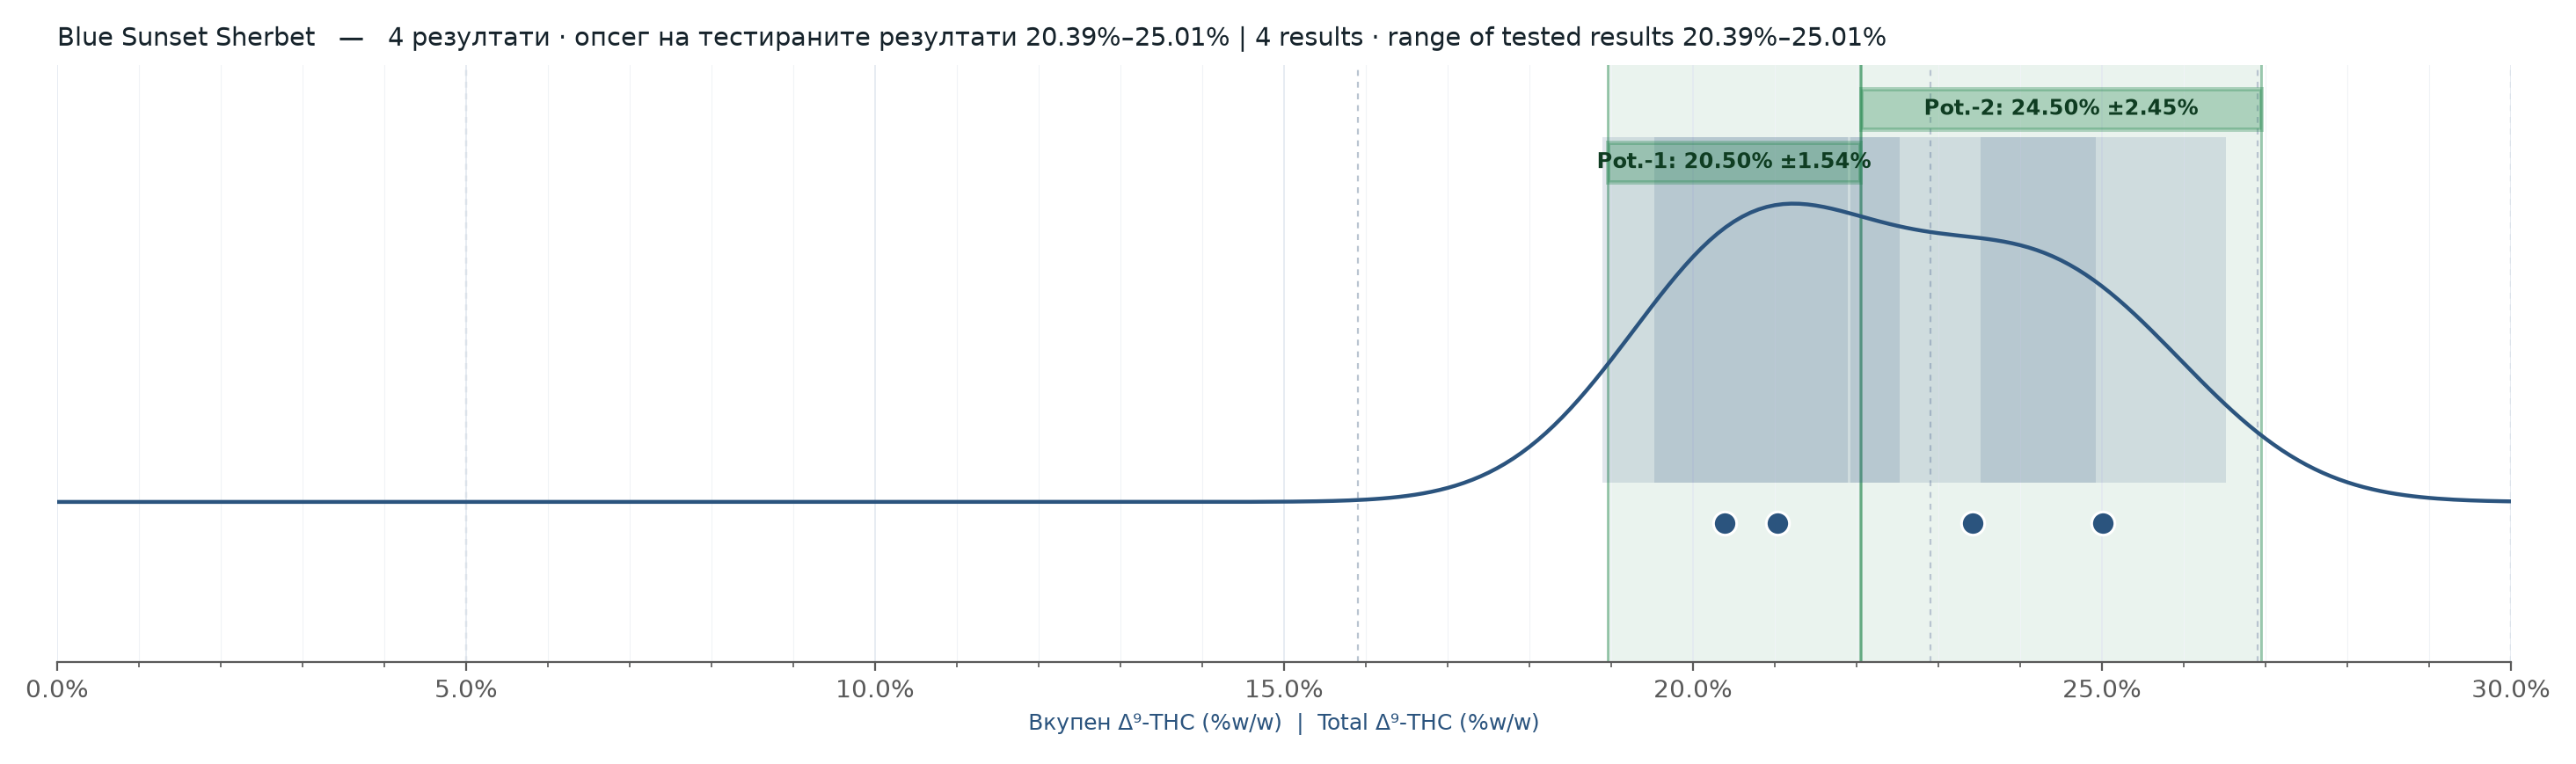 Blue Sunset Sherbet — 4 резултати · опсег на тестираните резултати 20.39%–25.01% | 4 results · range of tested results 20.39%–25.01%
Pot.-2: 24.50% ±2.45%
Pot.-1: 20.50% ±1.54%
0.0% 5.0% 10.0% 15.0% 20.0% 25.0% 30.0%
Вкупен Δ⁹-THC (%w/w) | Total Δ⁹-THC (%w/w)